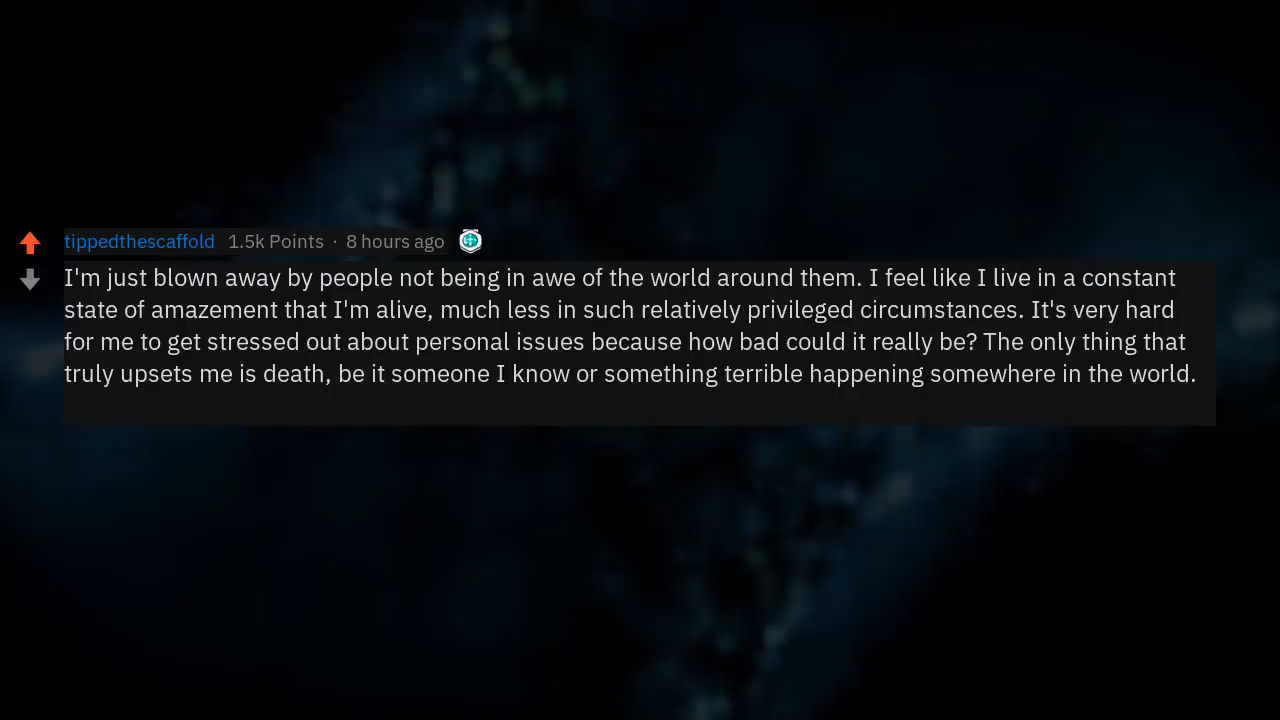 tippedthescaffold 1.5k Points · 8 hours ago
I'm just blown away by people not being in awe of the world around them. I feel like I live in a constant
state of amazement that I'm alive, much less in such relatively privileged circumstances. It's very hard
for me to get stressed out about personal issues because how bad could it really be? The only thing that
truly upsets me is death, be it someone I know or something terrible happening somewhere in the world.